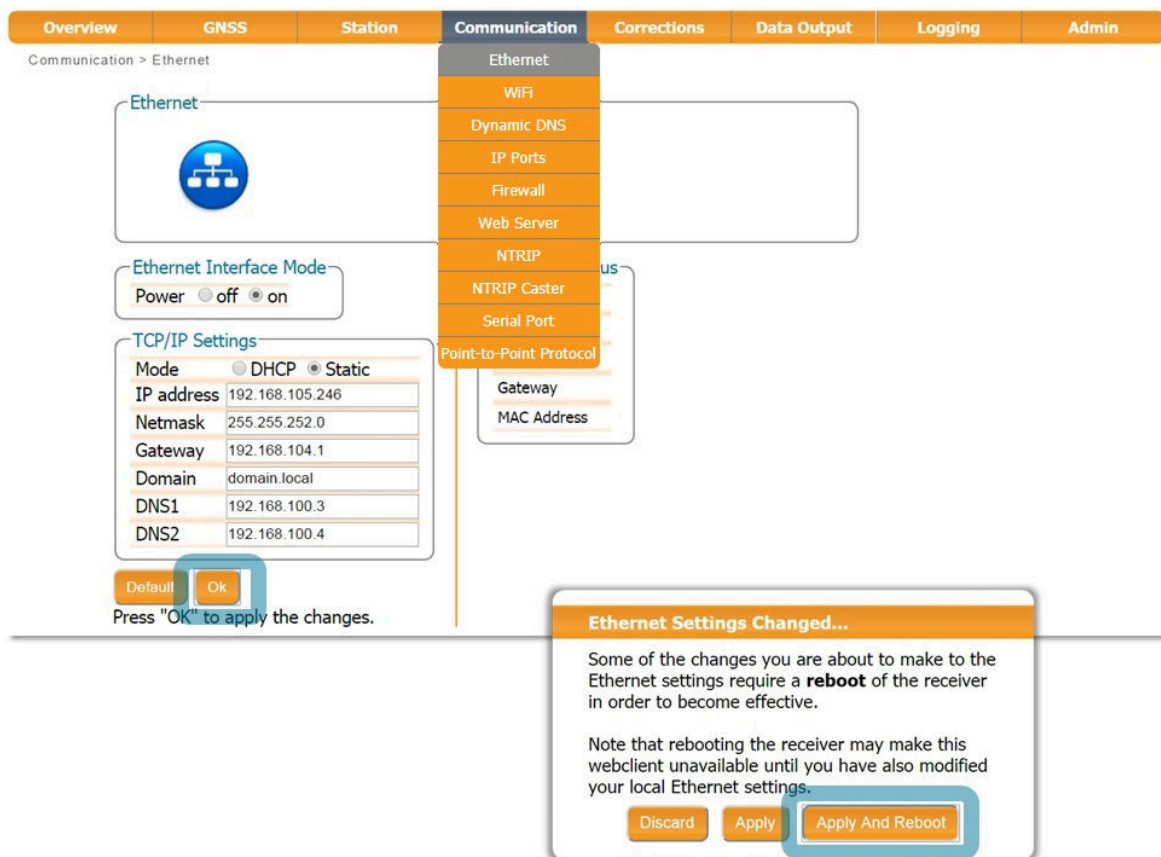 Overview GNSS Station Communication Corrections Data Output Logging Admin
Communication > Ethernet
Ethernet
WiFi
Dynamic DNS
IP Ports
Firewall
Web Server
NTRIP
NTRIP Caster
Serial Port
Point-to-Point Protocol
Ethernet
Ethernet Interface Mode
Power off on
TCP/IP Settings
Mode DHCP Static
IP address 192.168.105.246
Netmask 255.255.252.0
Gateway 192.168.104.1
Domain domain.local
DNS1 192.168.100.3
DNS2 192.168.100.4
us
Gateway
MAC Address
Default Ok
Press "OK" to apply the changes.
Ethernet Settings Changed...
Some of the changes you are about to make to the
Ethernet settings require a reboot of the receiver
in order to become effective.
Note that rebooting the receiver may make this
webclient unavailable until you have also modified
your local Ethernet settings.
Discard Apply Apply And Reboot